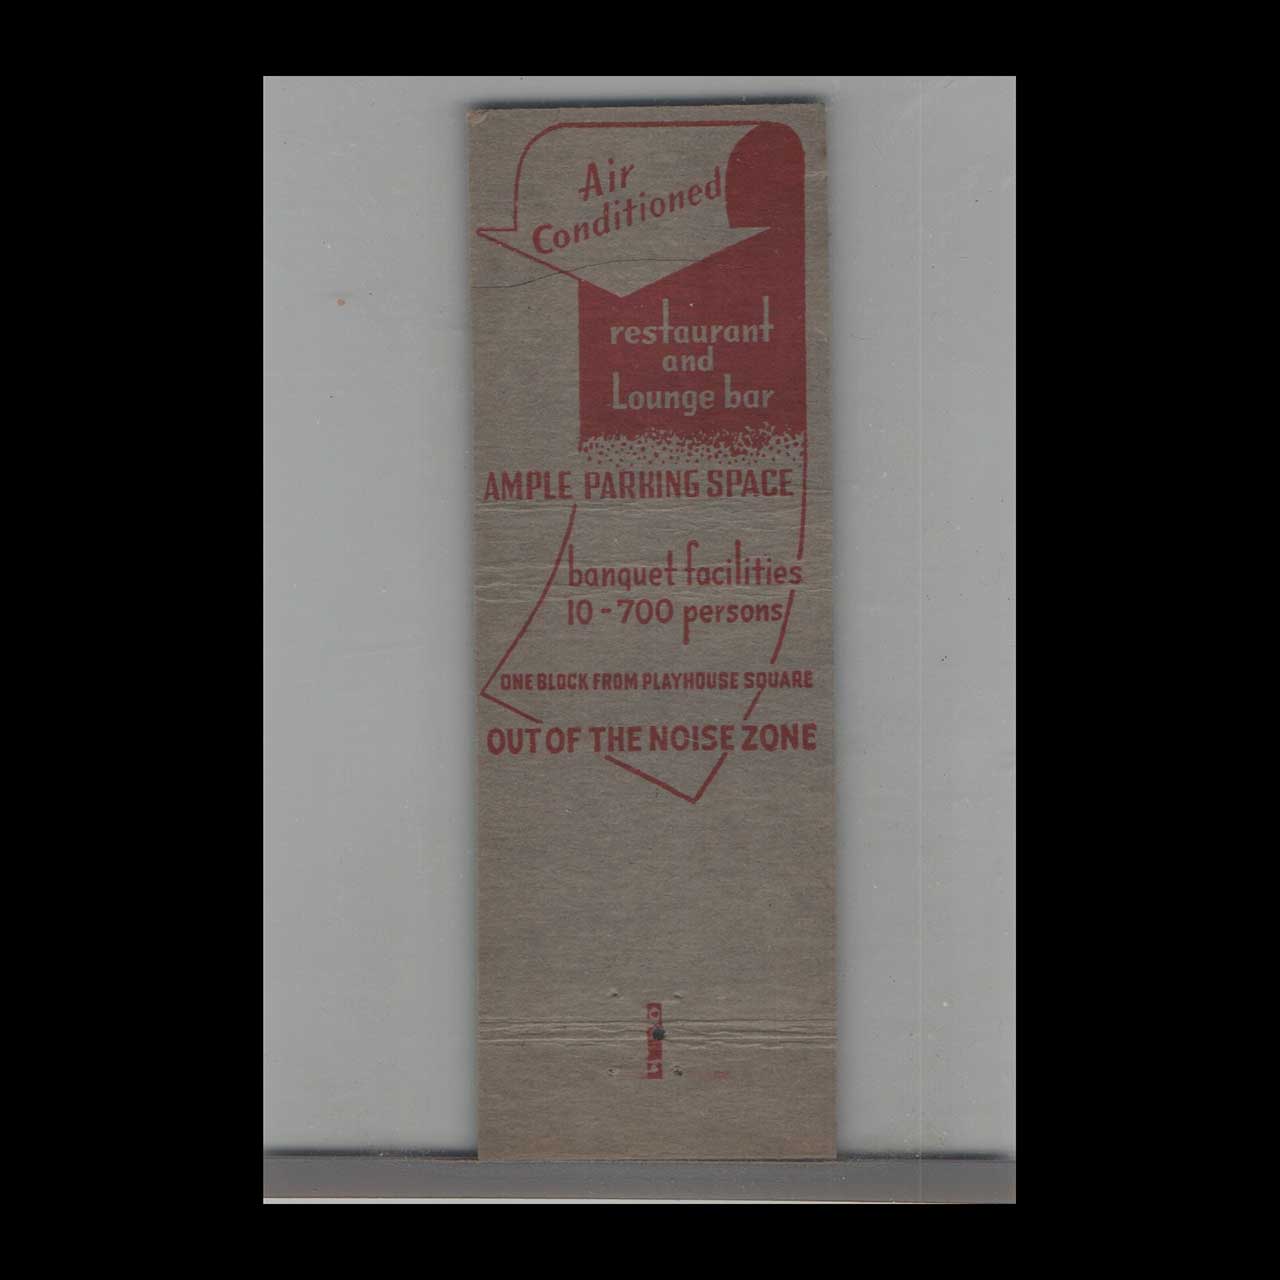 Air
Conditioned
restaurant
and
Lounge bar
AMPLE PARKING SPACE
banquet facilities
10-700 persons
ONE BLOCK FROM PLAYHOUSE SQUARE
OUT OF THE NOISE ZONE